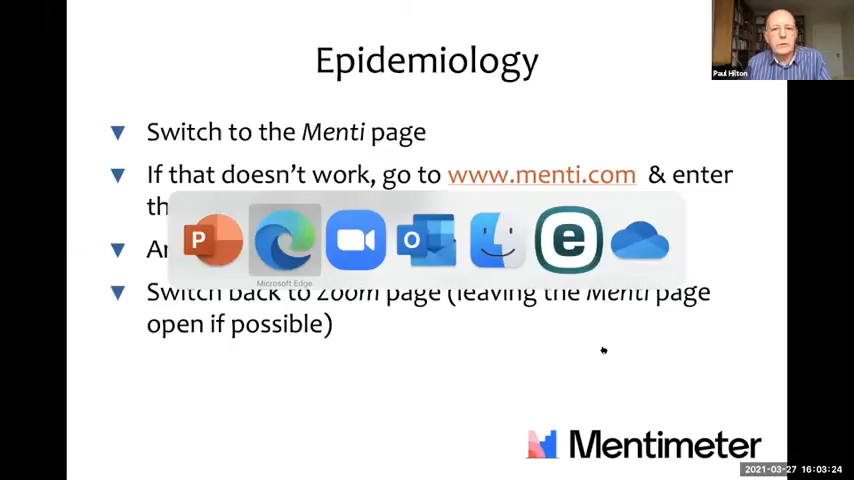 Epidemiology
Paul Hilton
Switch to the Menti page
If that doesn't work, go to www.menti.com & enter
th
P
O
e
Ar
Microsoft Edge
Switch back to Zoom page (leaving the Menti page
open if possible)
Mentimeter
2021-03-27 16:03:24